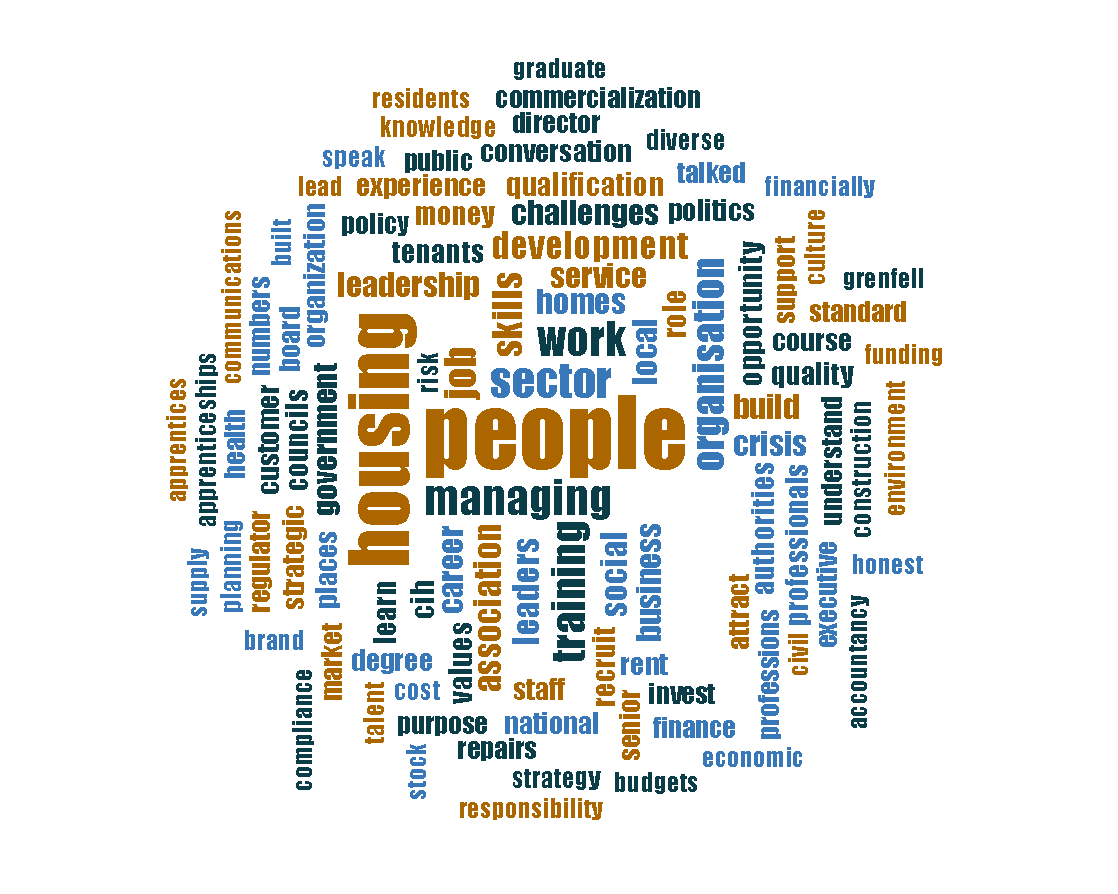 graduate
residents
commercialization
knowledge
director
diverse
speak
public
conversation
talked
lead
experience
qualification
financially
policy
money
challenges
politics
tenants
development
communications
built
organization
leadership
skills
service
homes
role
organisation
opportunity
support
culture
grenfell
standard
numbers
board
housing
work
local
course
funding
apprenticeships
risk
job
sector
quality
apprentices
health
customer
councils
government
people
build
crisis
understand
construction
environment
managing
supply
planning
regulator
strategic
places
authorities
professionals
executive
honest
learn
cih
career
association
leaders
training
social
business
attract
brand
market
degree
values
recruit
rent
professions
civil
accountancy
compliance
talent
cost
staff
senior
invest
purpose
national
finance
stock
repairs
economic
strategy
budgets
responsibility